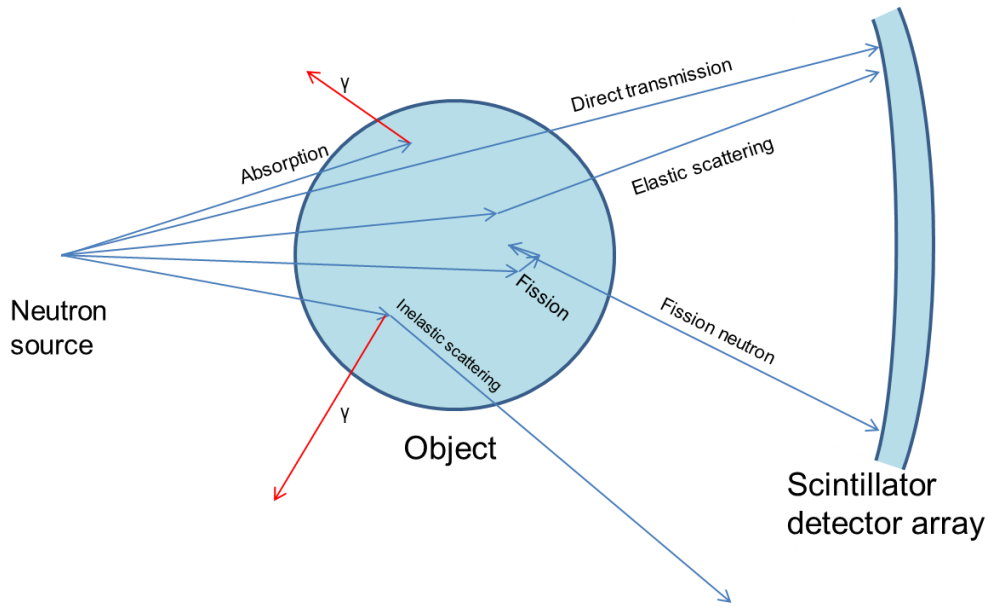 γ
Direct transmission
Absorption
Elastic scattering
Neutron
source
Fission
Inelastic scattering
Fission neutron
γ
Object
Scintillator
detector array